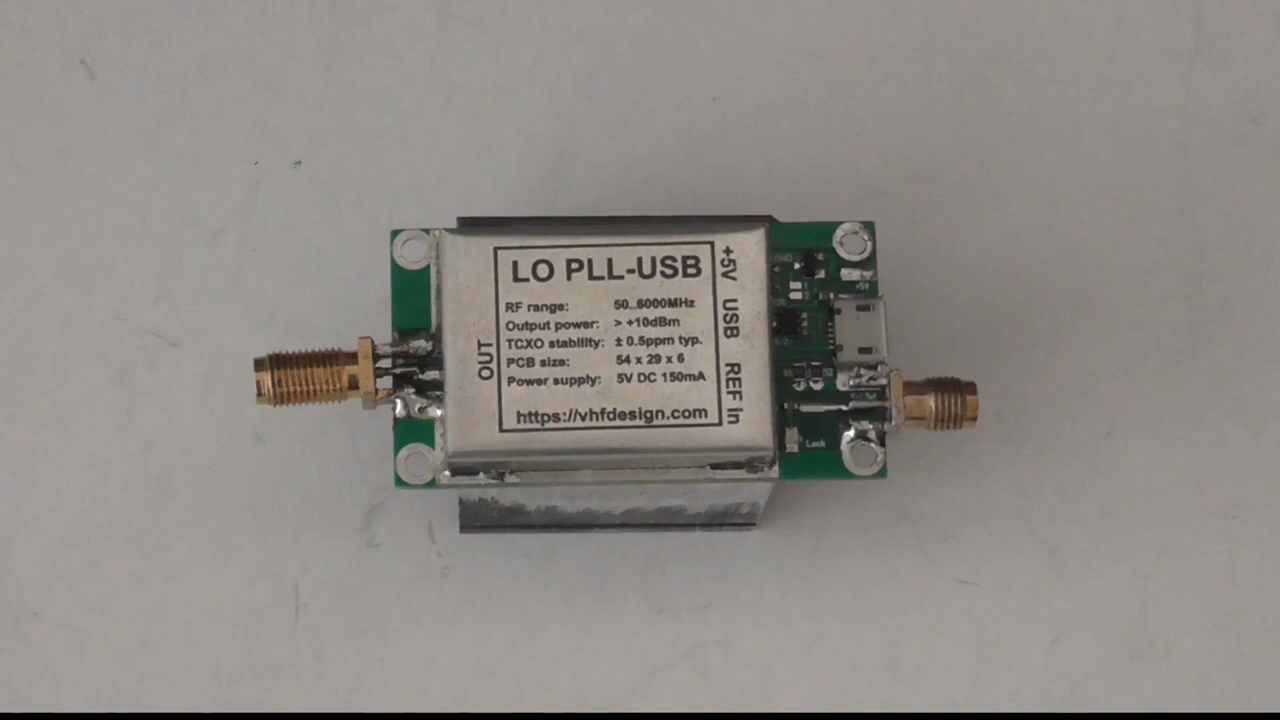 LO PLL-USB
RF range: 50..6000MHz
Output power: > +10dBm
TCXO stability: ± 0.5ppm typ.
PCB size: 54 x 29 x 6
Power supply: 5V DC 150mA
https://vhfdesign.com
OUT
+5V USB REF in
+5V
Lock